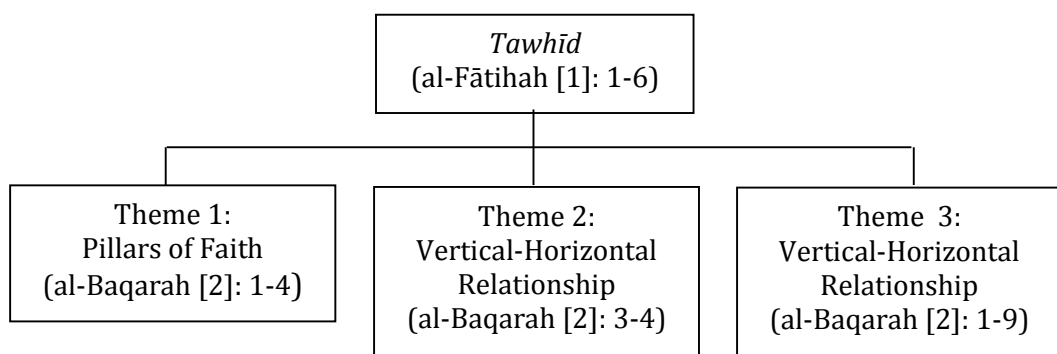 Tawhīd
(al-Fātihah [1]: 1-6)
Theme 1:
Pillars of Faith
(al-Baqarah [2]: 1-4)
Theme 2:
Vertical-Horizontal
Relationship
(al-Baqarah [2]: 3-4)
Theme 3:
Vertical-Horizontal
Relationship
(al-Baqarah [2]: 1-9)